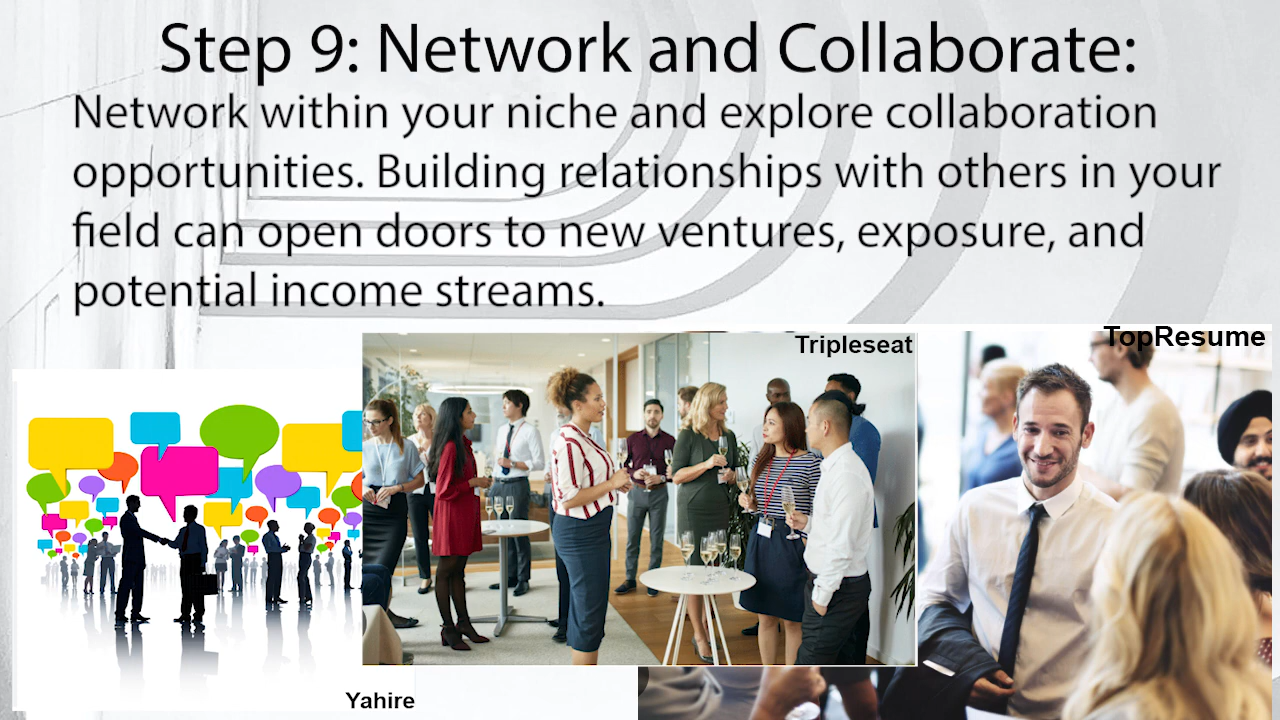 Step 9: Network and Collaborate:
Network within your niche and explore collaboration
opportunities. Building relationships with others in your
field can open doors to new ventures, exposure, and
potential income streams.
Tripleseat
TopResume
Yahire